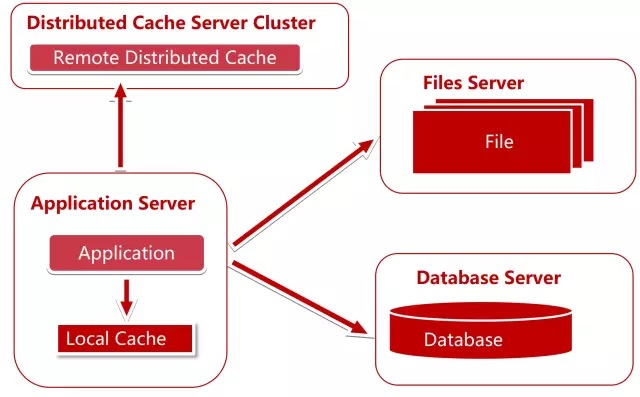 Distributed Cache Server Cluster
Remote Distributed Cache
Files Server
File
Application Server
Application
Local Cache
Database Server
Database